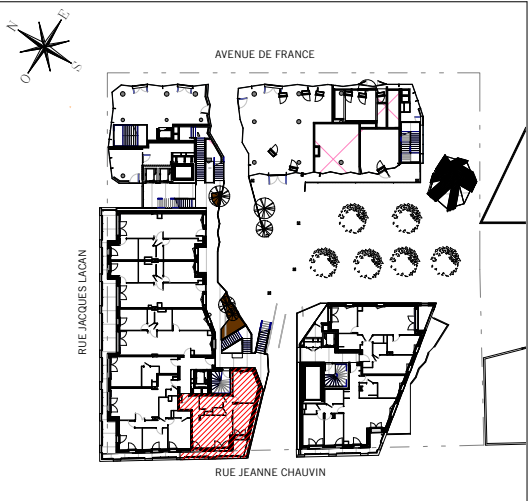 N
E
O
S
AVENUE DE FRANCE
RUE JACQUES LACAN
RUE JEANNE CHAUVIN